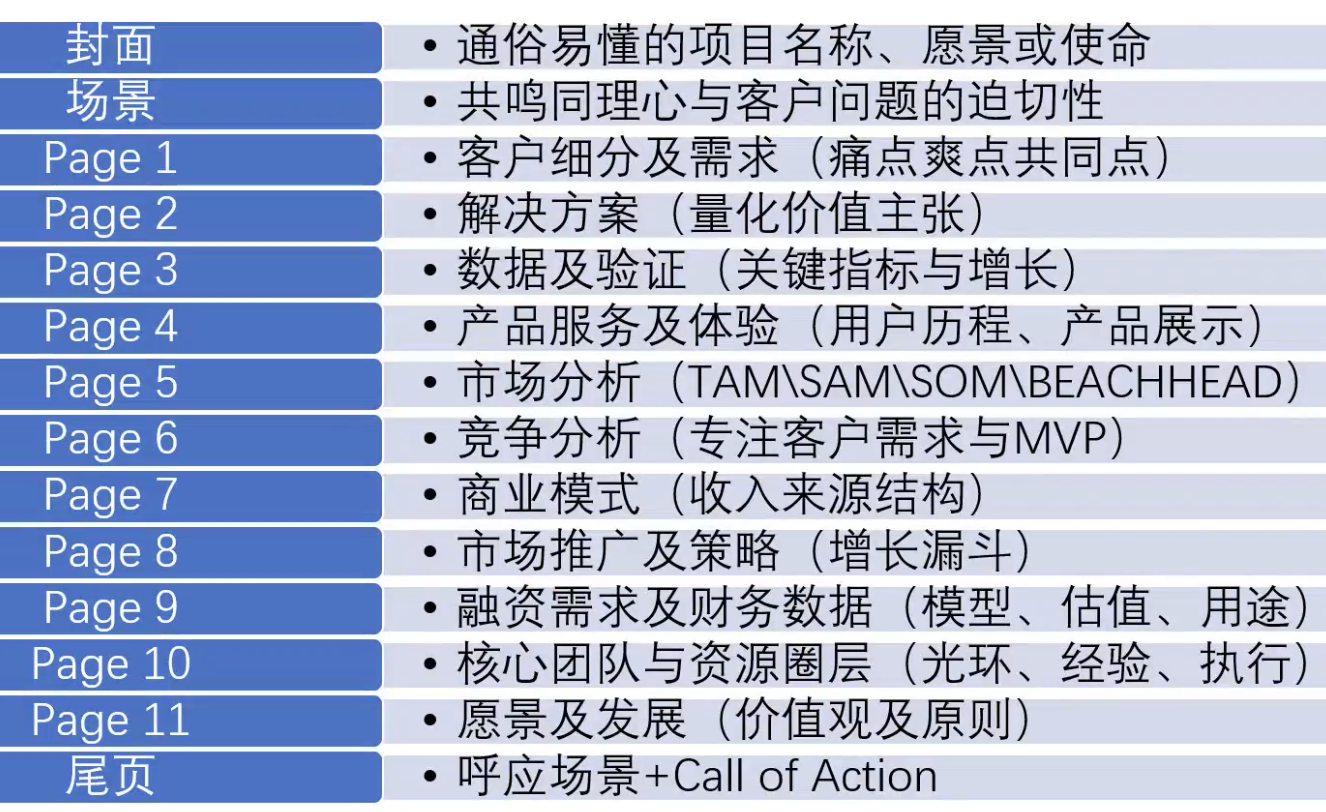 封面 • 通俗易懂的项目名称、愿景或使命
场景 • 共鸣同理心与客户问题的迫切性
Page 1 • 客户细分及需求（痛点爽点共同点）
Page 2 • 解决方案（量化价值主张）
Page 3 • 数据及验证（关键指标与增长）
Page 4 • 产品服务及体验（用户历程、产品展示）
Page 5 • 市场分析（TAM\SAM\SOM\BEACHHEAD）
Page 6 • 竞争分析（专注客户需求与MVP）
Page 7 • 商业模式（收入来源结构）
Page 8 • 市场推广及策略（增长漏斗）
Page 9 • 融资需求及财务数据（模型、估值、用途）
Page 10 • 核心团队与资源圈层（光环、经验、执行）
Page 11 • 愿景及发展（价值观及原则）
尾页 • 呼应场景+Call of Action